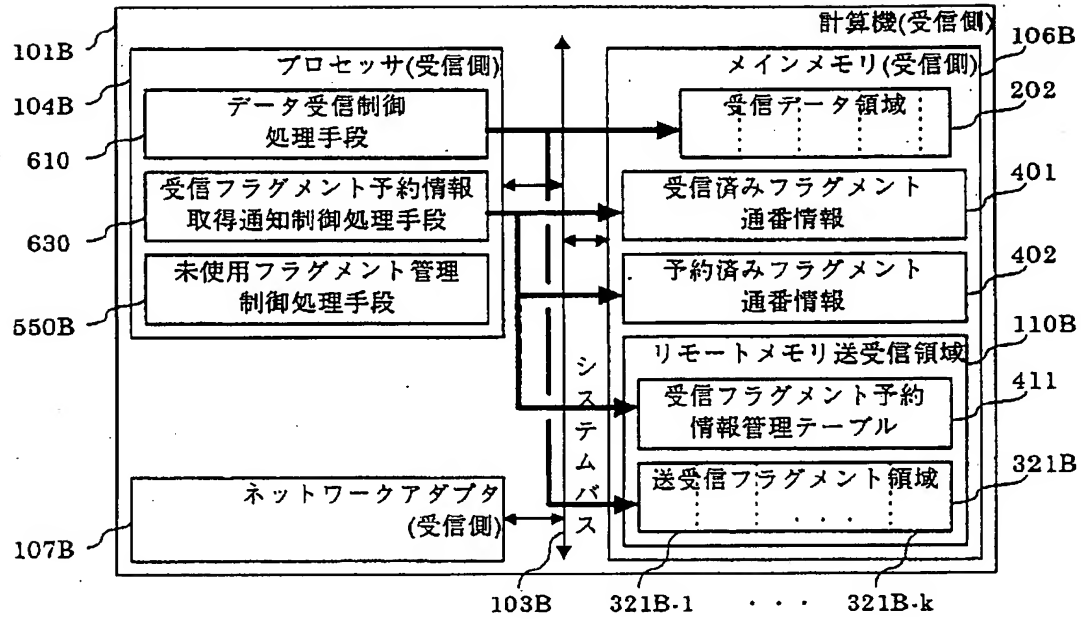 計算機(受信側)
101B
106B
プロセッサ(受信側)
メインメモリ(受信側)
104B
データ受信制御
処理手段
受信データ領域
202
610
受信フラグメント予約情報
取得通知制御処理手段
受信済みフラグメント
通番情報
401
630
未使用フラグメント管理
制御処理手段
予約済みフラグメント
通番情報
402
550B
リモートメモリ送受信領域
110B
システムバス
受信フラグメント予約
情報管理テーブル
411
ネットワークアダプタ
(受信側)
送受信フラグメント領域
321B
・・・
107B
103B
321B-1
・・・
321B-k